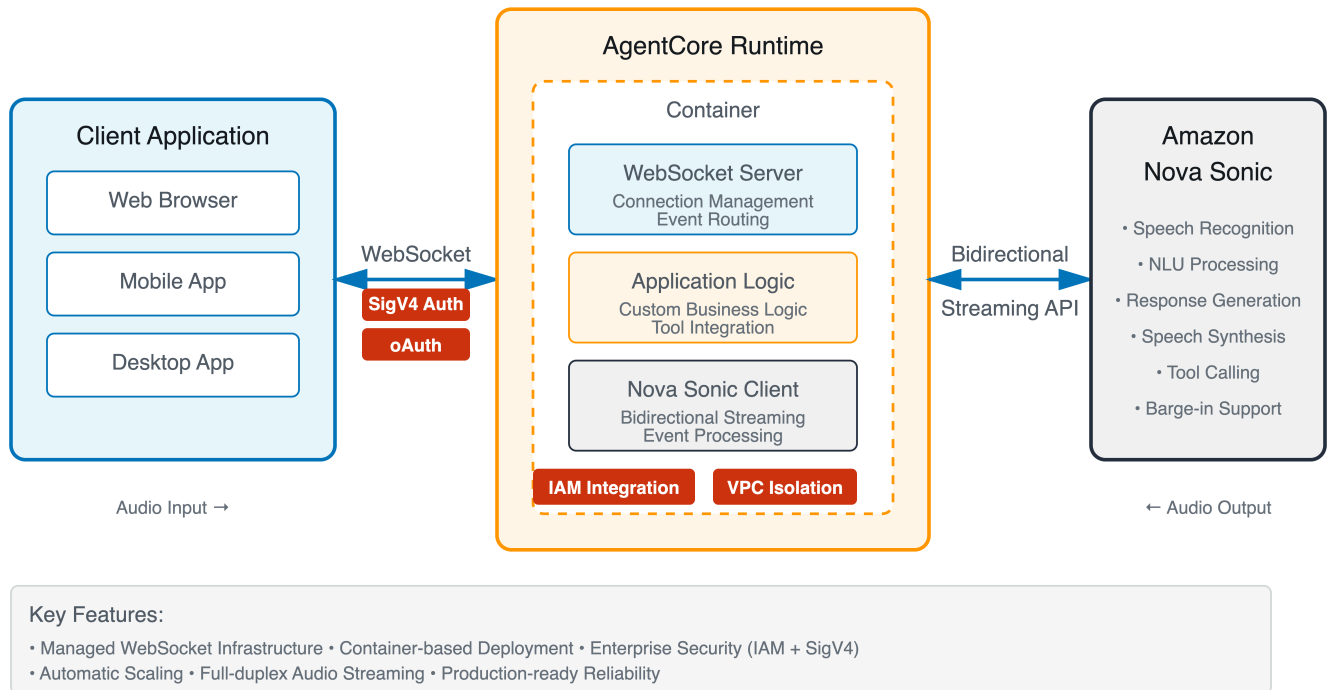 AgentCore Runtime
Container
Client Application
Web Browser
Mobile App
Desktop App
WebSocket
SigV4 Auth
oAuth
WebSocket Server
Connection Management
Event Routing
Application Logic
Custom Business Logic
Tool Integration
Nova Sonic Client
Bidirectional Streaming
Event Processing
IAM Integration
VPC Isolation
Bidirectional
Streaming API
Amazon
Nova Sonic
• Speech Recognition
• NLU Processing
• Response Generation
• Speech Synthesis
• Tool Calling
• Barge-in Support
Audio Input →
← Audio Output
Key Features:
• Managed WebSocket Infrastructure • Container-based Deployment • Enterprise Security (IAM + SigV4)
• Automatic Scaling • Full-duplex Audio Streaming • Production-ready Reliability